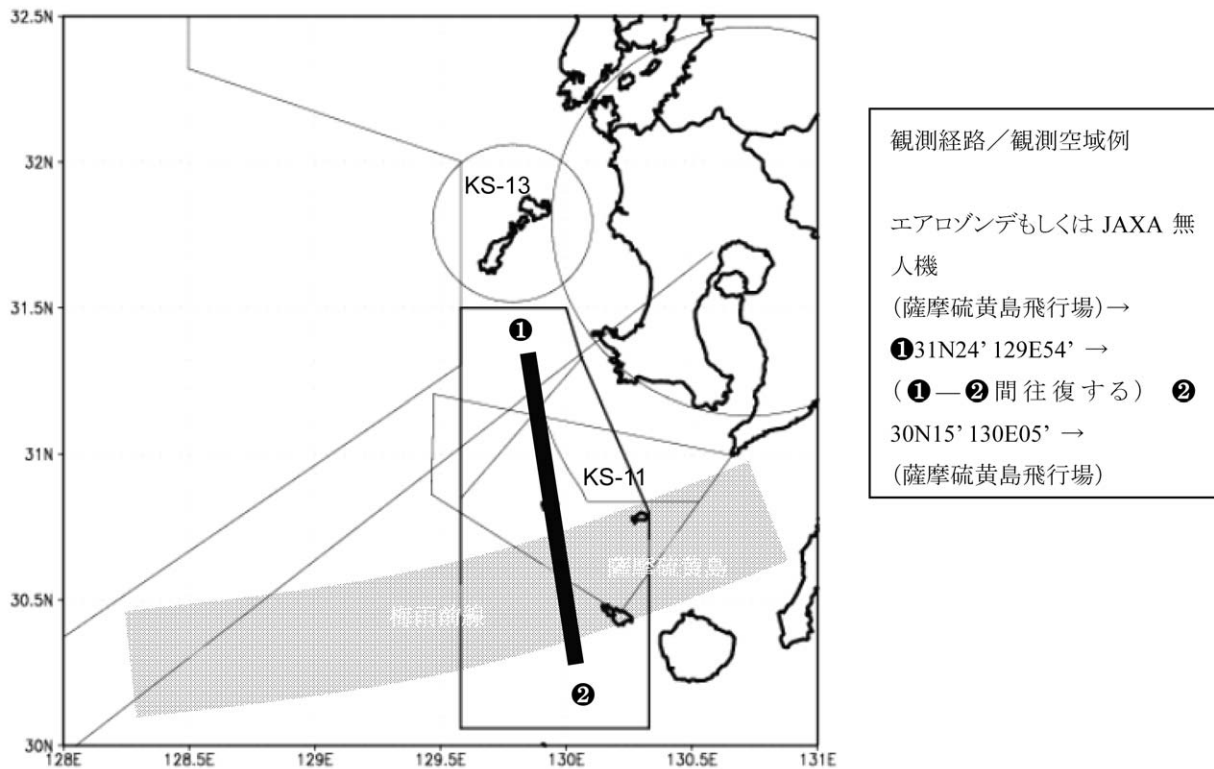 32.5N
32N
31.5N
31N
30.5N
30N
128E
128.5E
129E
129.5E
130E
130.5E
131E
KS-13
❶
KS-11
薩摩硫黄島
梅雨前線
❷
観測経路／観測空域例
エアロゾンデもしくは JAXA 無
人機
(薩摩硫黄島飛行場)→
❶31N24' 129E54' →
(❶―❷間往復する) ❷
30N15' 130E05' →
(薩摩硫黄島飛行場)